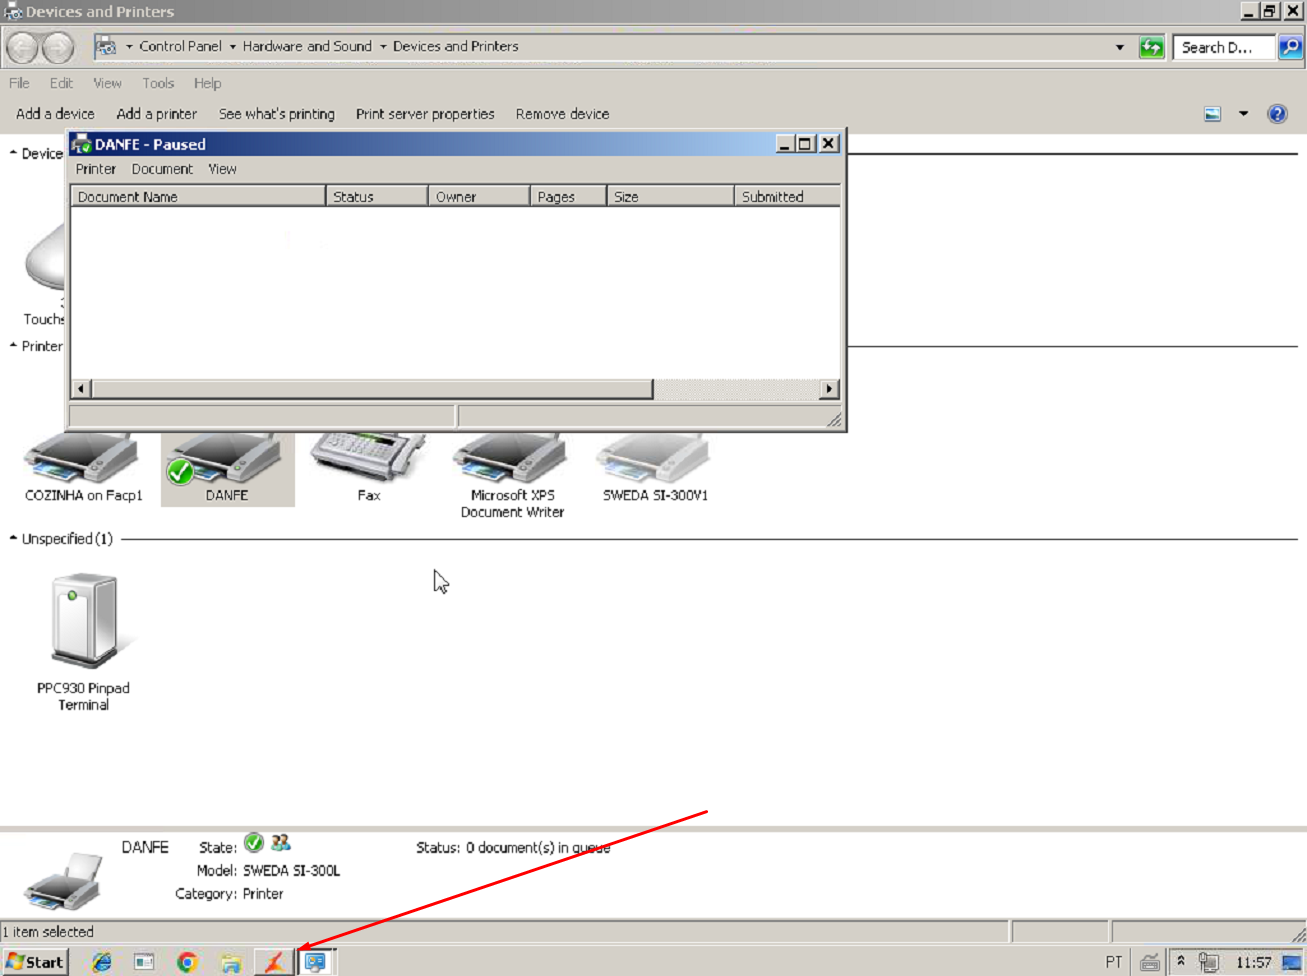 Devices and Printers
Control Panel Hardware and Sound Devices and Printers
Search D...
File Edit View Tools Help
Add a device Add a printer See what's printing Print server properties Remove device
Device
DANFE - Paused
Printer Document View
Document Name Status Owner Pages Size Submitted
Touchs
Printer
COZINHA on Facp1
DANFE
Fax
Microsoft XPS
Document Writer
SWEDA SI-300V1
Unspecified (1)
PPC930 Pinpad
Terminal
DANFE State: Status: 0 document(s) in queue
Model: SWEDA SI-300L
Category: Printer
1 item selected
Start PT 11:57